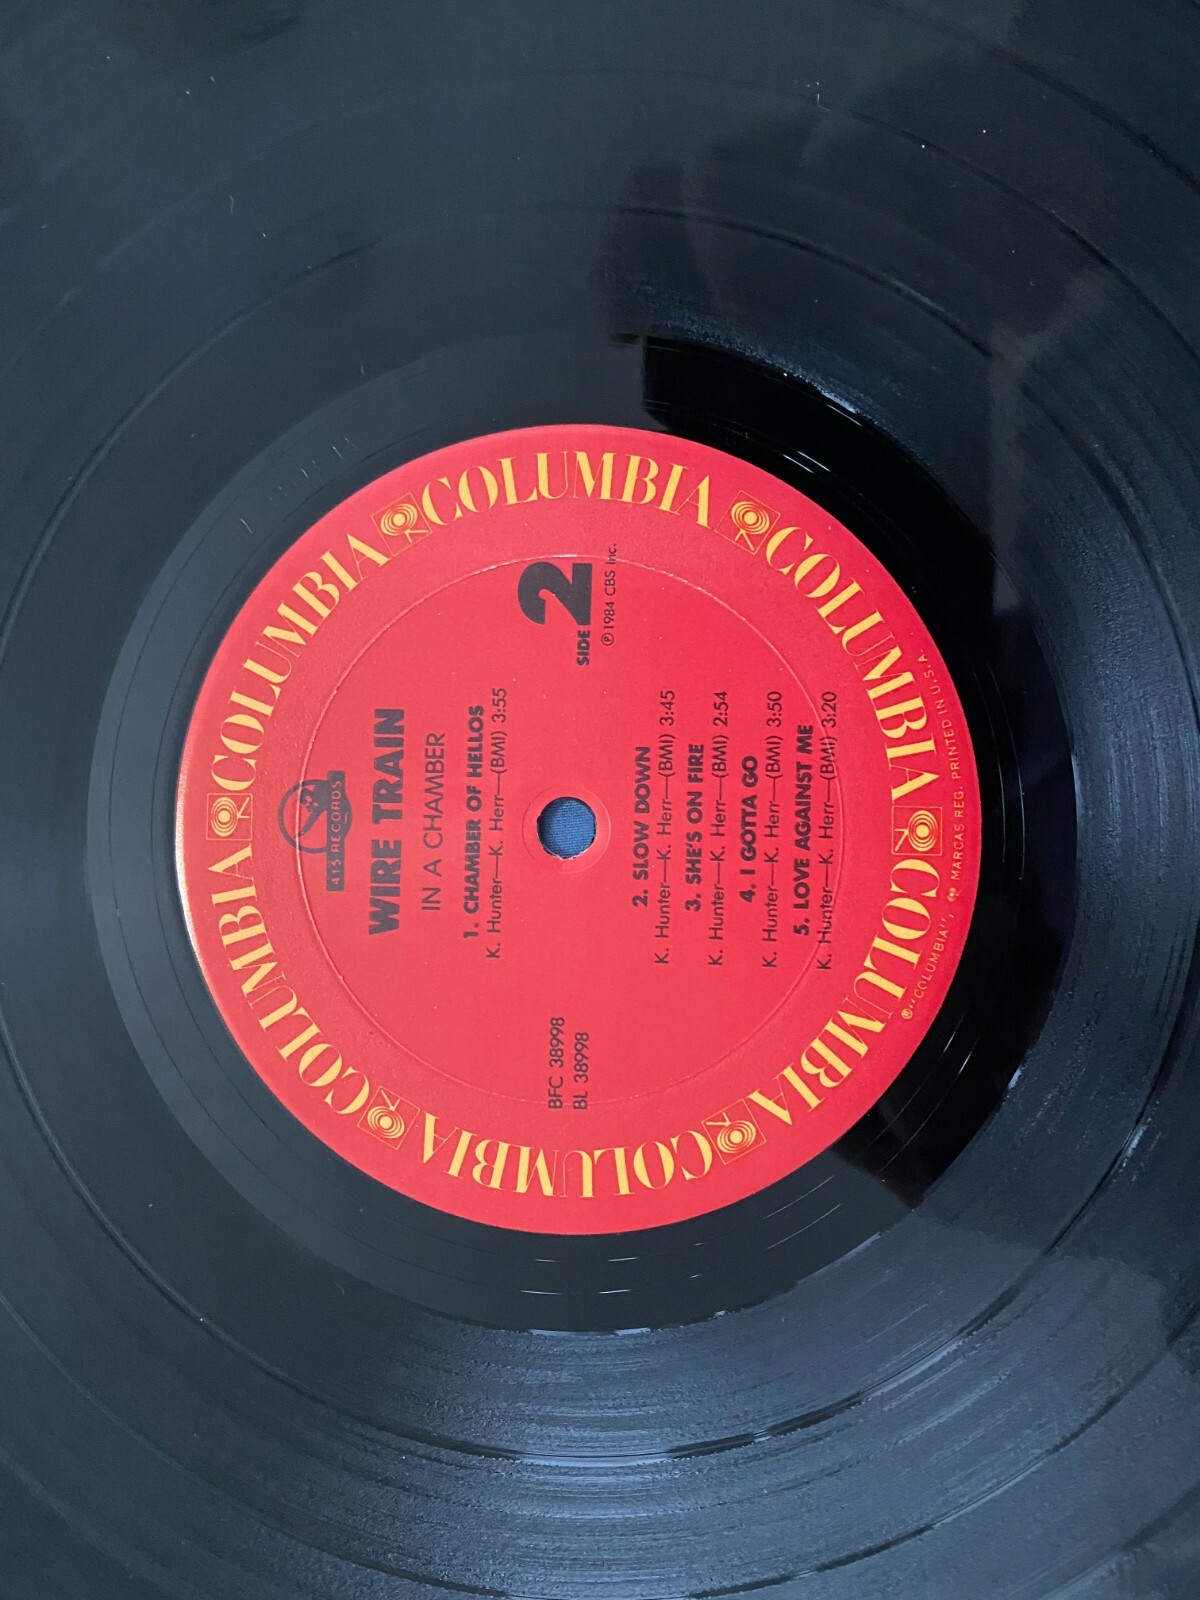 COLUMBIA COLUMBIA COLUMBIA COLUMBIA COLUMBIA COLUMBIA COLUMBIA COLUMBIA
415 RECORDS
WIRE TRAIN
IN A CHAMBER
1. CHAMBER OF HELLOS
K. Hunter—K. Herr—(BMI) 3:55
BFC 38998
BL 38998
SIDE 2
℗ 1984 CBS Inc.
2. SLOW DOWN
K. Hunter—K. Herr—(BMI) 3:45
3. SHE'S ON FIRE
K. Hunter—K. Herr—(BMI) 2:54
4. I GOTTA GO
K. Hunter—K. Herr—(BMI) 3:50
5. LOVE AGAINST ME
K. Hunter—K. Herr—(BMI) 3:20
® "COLUMBIA", MARCAS REG. PRINTED IN U.S.A.